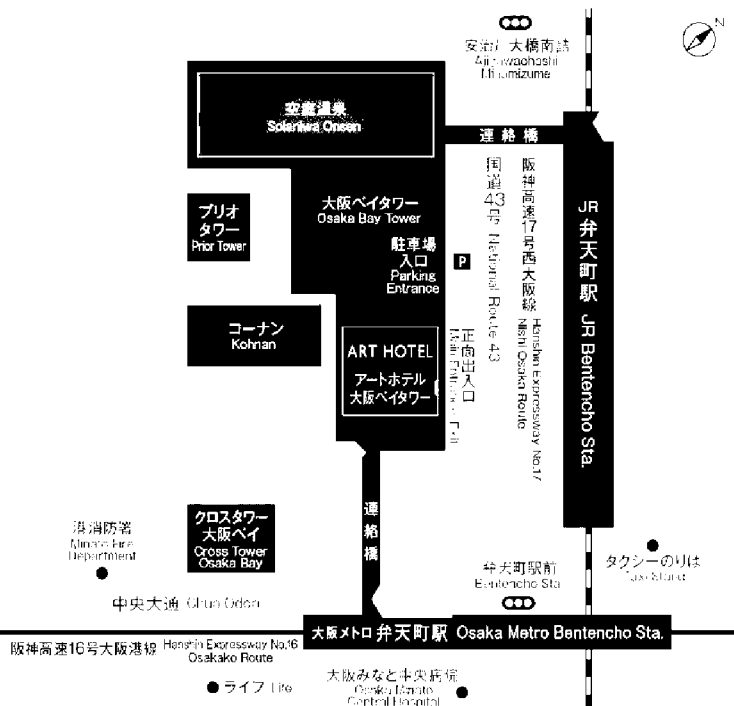 N
安治川大橋南詰
Ajikawaohashi
Minamizume
空庭温泉
Solaniwa Onsen
連絡橋
大阪ベイタワー
Osaka Bay Tower
プリオ
タワー
Prior Tower
駐車場
入口
Parking
Entrance
P
国道43号 National Route 43
阪神高速17号西大阪線
Hanshin Expressway No.17
Nishi Osaka Route
JR 弁天町駅 JR Bentencho Sta.
コーナン
Kohnan
ART HOTEL
アートホテル
大阪ベイタワー
正面出入口
連絡橋
クロスタワー
大阪ベイ
Cross Tower
Osaka Bay
港消防署
Minato Fire
Department
弁天町駅前
Bentencho Sta
タクシーのりば
中央大通
大阪メトロ 弁天町駅 Osaka Metro Bentencho Sta.
阪神高速16号大阪港線
Hanshin Expressway No.16
Osakako Route
ライフ Life
大阪みなと中央病院
Osaka Minato
Central Hospital